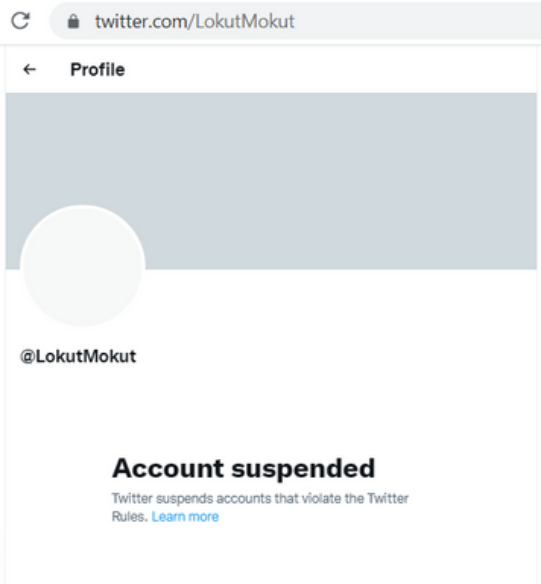 twitter.com/LokutMokut
Profile
@LokutMokut
Account suspended
Twitter suspends accounts that violate the Twitter
Rules. Learn more